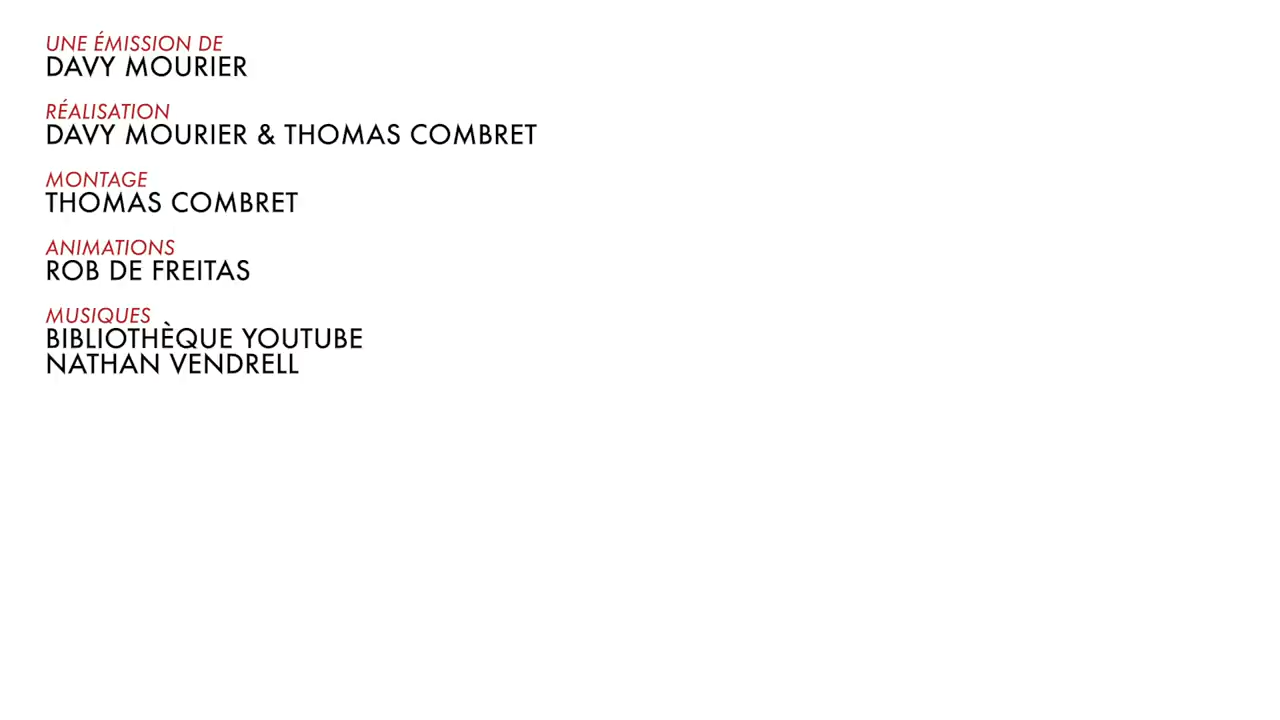 UNE ÉMISSION DE
DAVY MOURIER
RÉALISATION
DAVY MOURIER & THOMAS COMBRET
MONTAGE
THOMAS COMBRET
ANIMATIONS
ROB DE FREITAS
MUSIQUES
BIBLIOTHÈQUE YOUTUBE
NATHAN VENDRELL